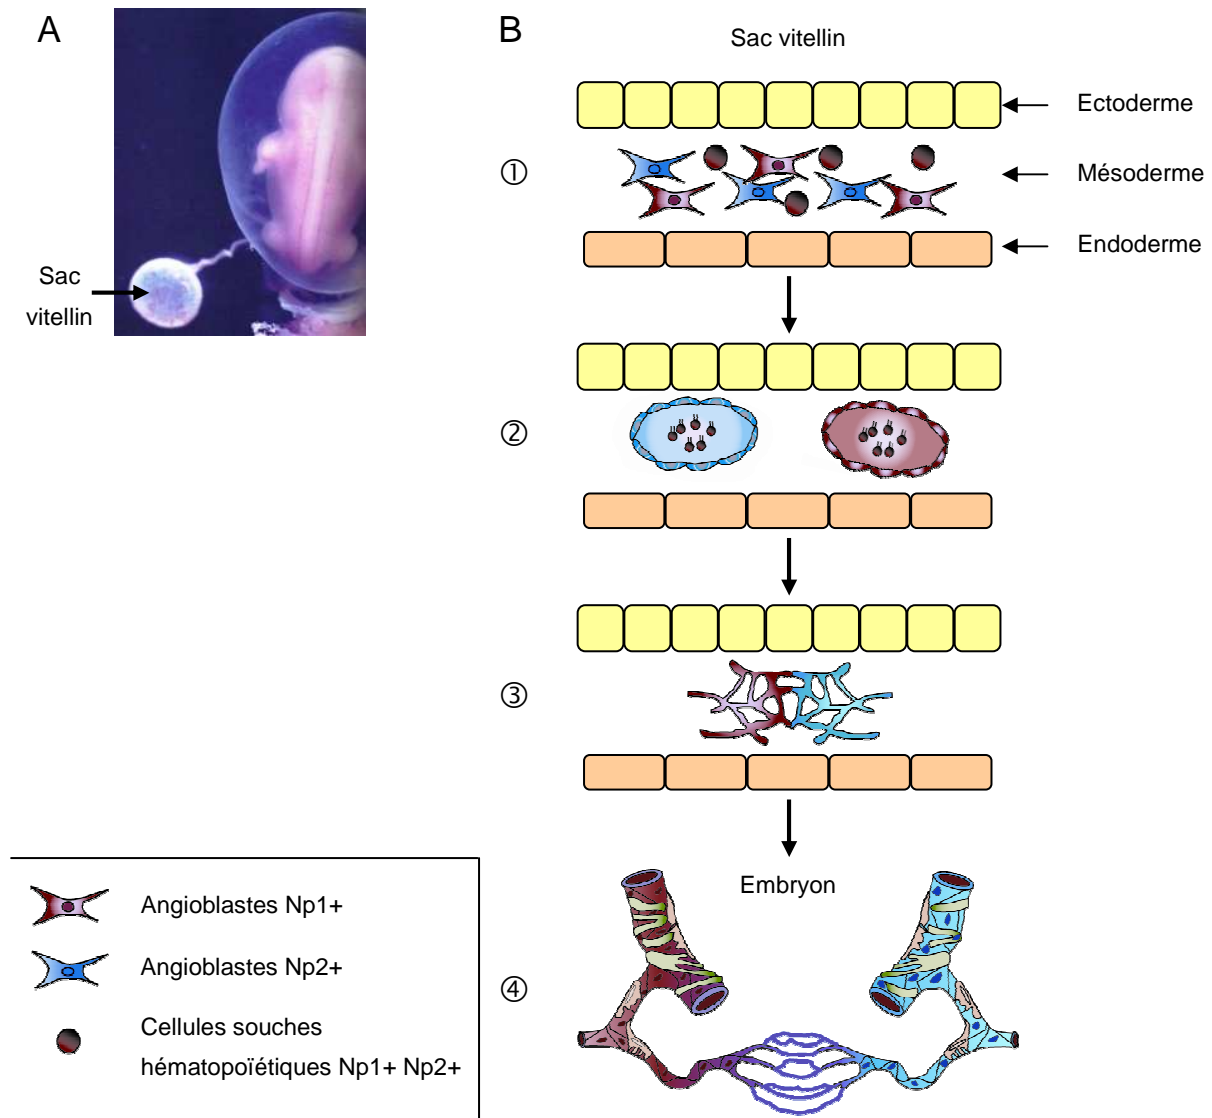 A
Sac
vitellin
B
Sac vitellin
Ectoderme
①
Mésoderme
Endoderme
②
③
Embryon
④
Angioblastes Np1+
Angioblastes Np2+
Cellules souches
hématopoïétiques Np1+ Np2+